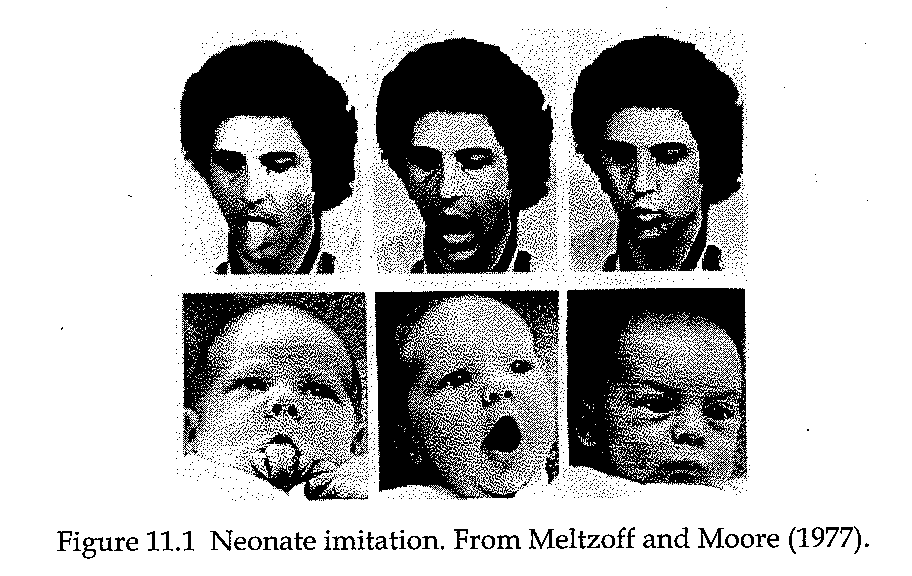 Figure 11.1 Neonate imitation. From Meltzoff and Moore (1977).